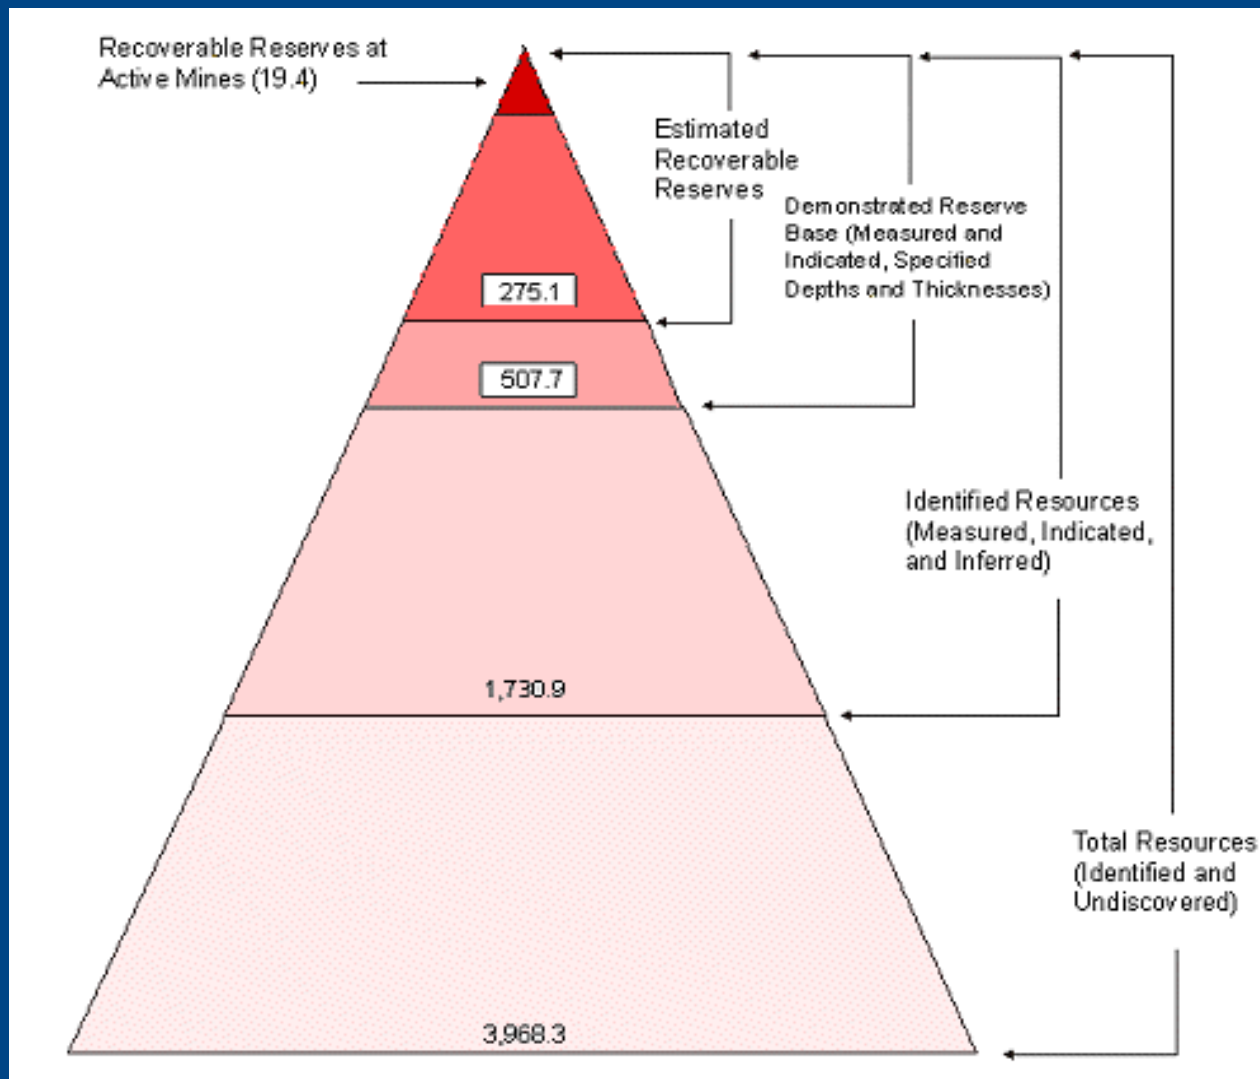 Recoverable Reserves at
Active Mines (19.4)
Estimated
Recoverable
Reserves
Demonstrated Reserve
Base (Measured and
Indicated, Specified
Depths and Thicknesses)
275.1
507.7
Identified Resources
(Measured, Indicated,
and Inferred)
1,730.9
Total Resources
(Identified and
Undiscovered)
3,968.3